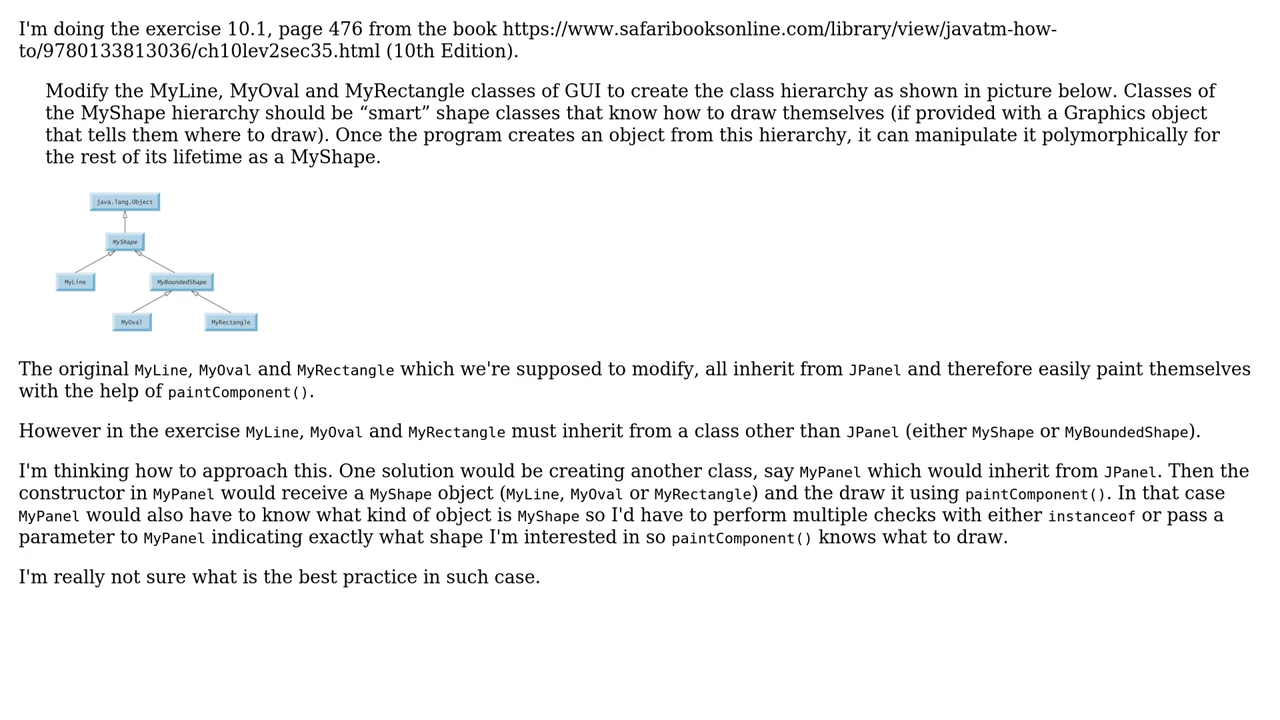 I'm doing the exercise 10.1, page 476 from the book https://www.safaribooksonline.com/library/view/javatm-how-
to/9780133813036/ch10lev2sec35.html (10th Edition).
Modify the MyLine, MyOval and MyRectangle classes of GUI to create the class hierarchy as shown in picture below. Classes of
the MyShape hierarchy should be “smart” shape classes that know how to draw themselves (if provided with a Graphics object
that tells them where to draw). Once the program creates an object from this hierarchy, it can manipulate it polymorphically for
the rest of its lifetime as a MyShape.
java.lang.Object
MyShape
MyLine MyBoundedShape
MyOval MyRectangle
The original MyLine, MyOval and MyRectangle which we're supposed to modify, all inherit from JPanel and therefore easily paint themselves
with the help of paintComponent().
However in the exercise MyLine, MyOval and MyRectangle must inherit from a class other than JPanel (either MyShape or MyBoundedShape).
I'm thinking how to approach this. One solution would be creating another class, say MyPanel which would inherit from JPanel. Then the
constructor in MyPanel would receive a MyShape object (MyLine, MyOval or MyRectangle) and the draw it using paintComponent(). In that case
MyPanel would also have to know what kind of object is MyShape so I'd have to perform multiple checks with either instanceof or pass a
parameter to MyPanel indicating exactly what shape I'm interested in so paintComponent() knows what to draw.
I'm really not sure what is the best practice in such case.